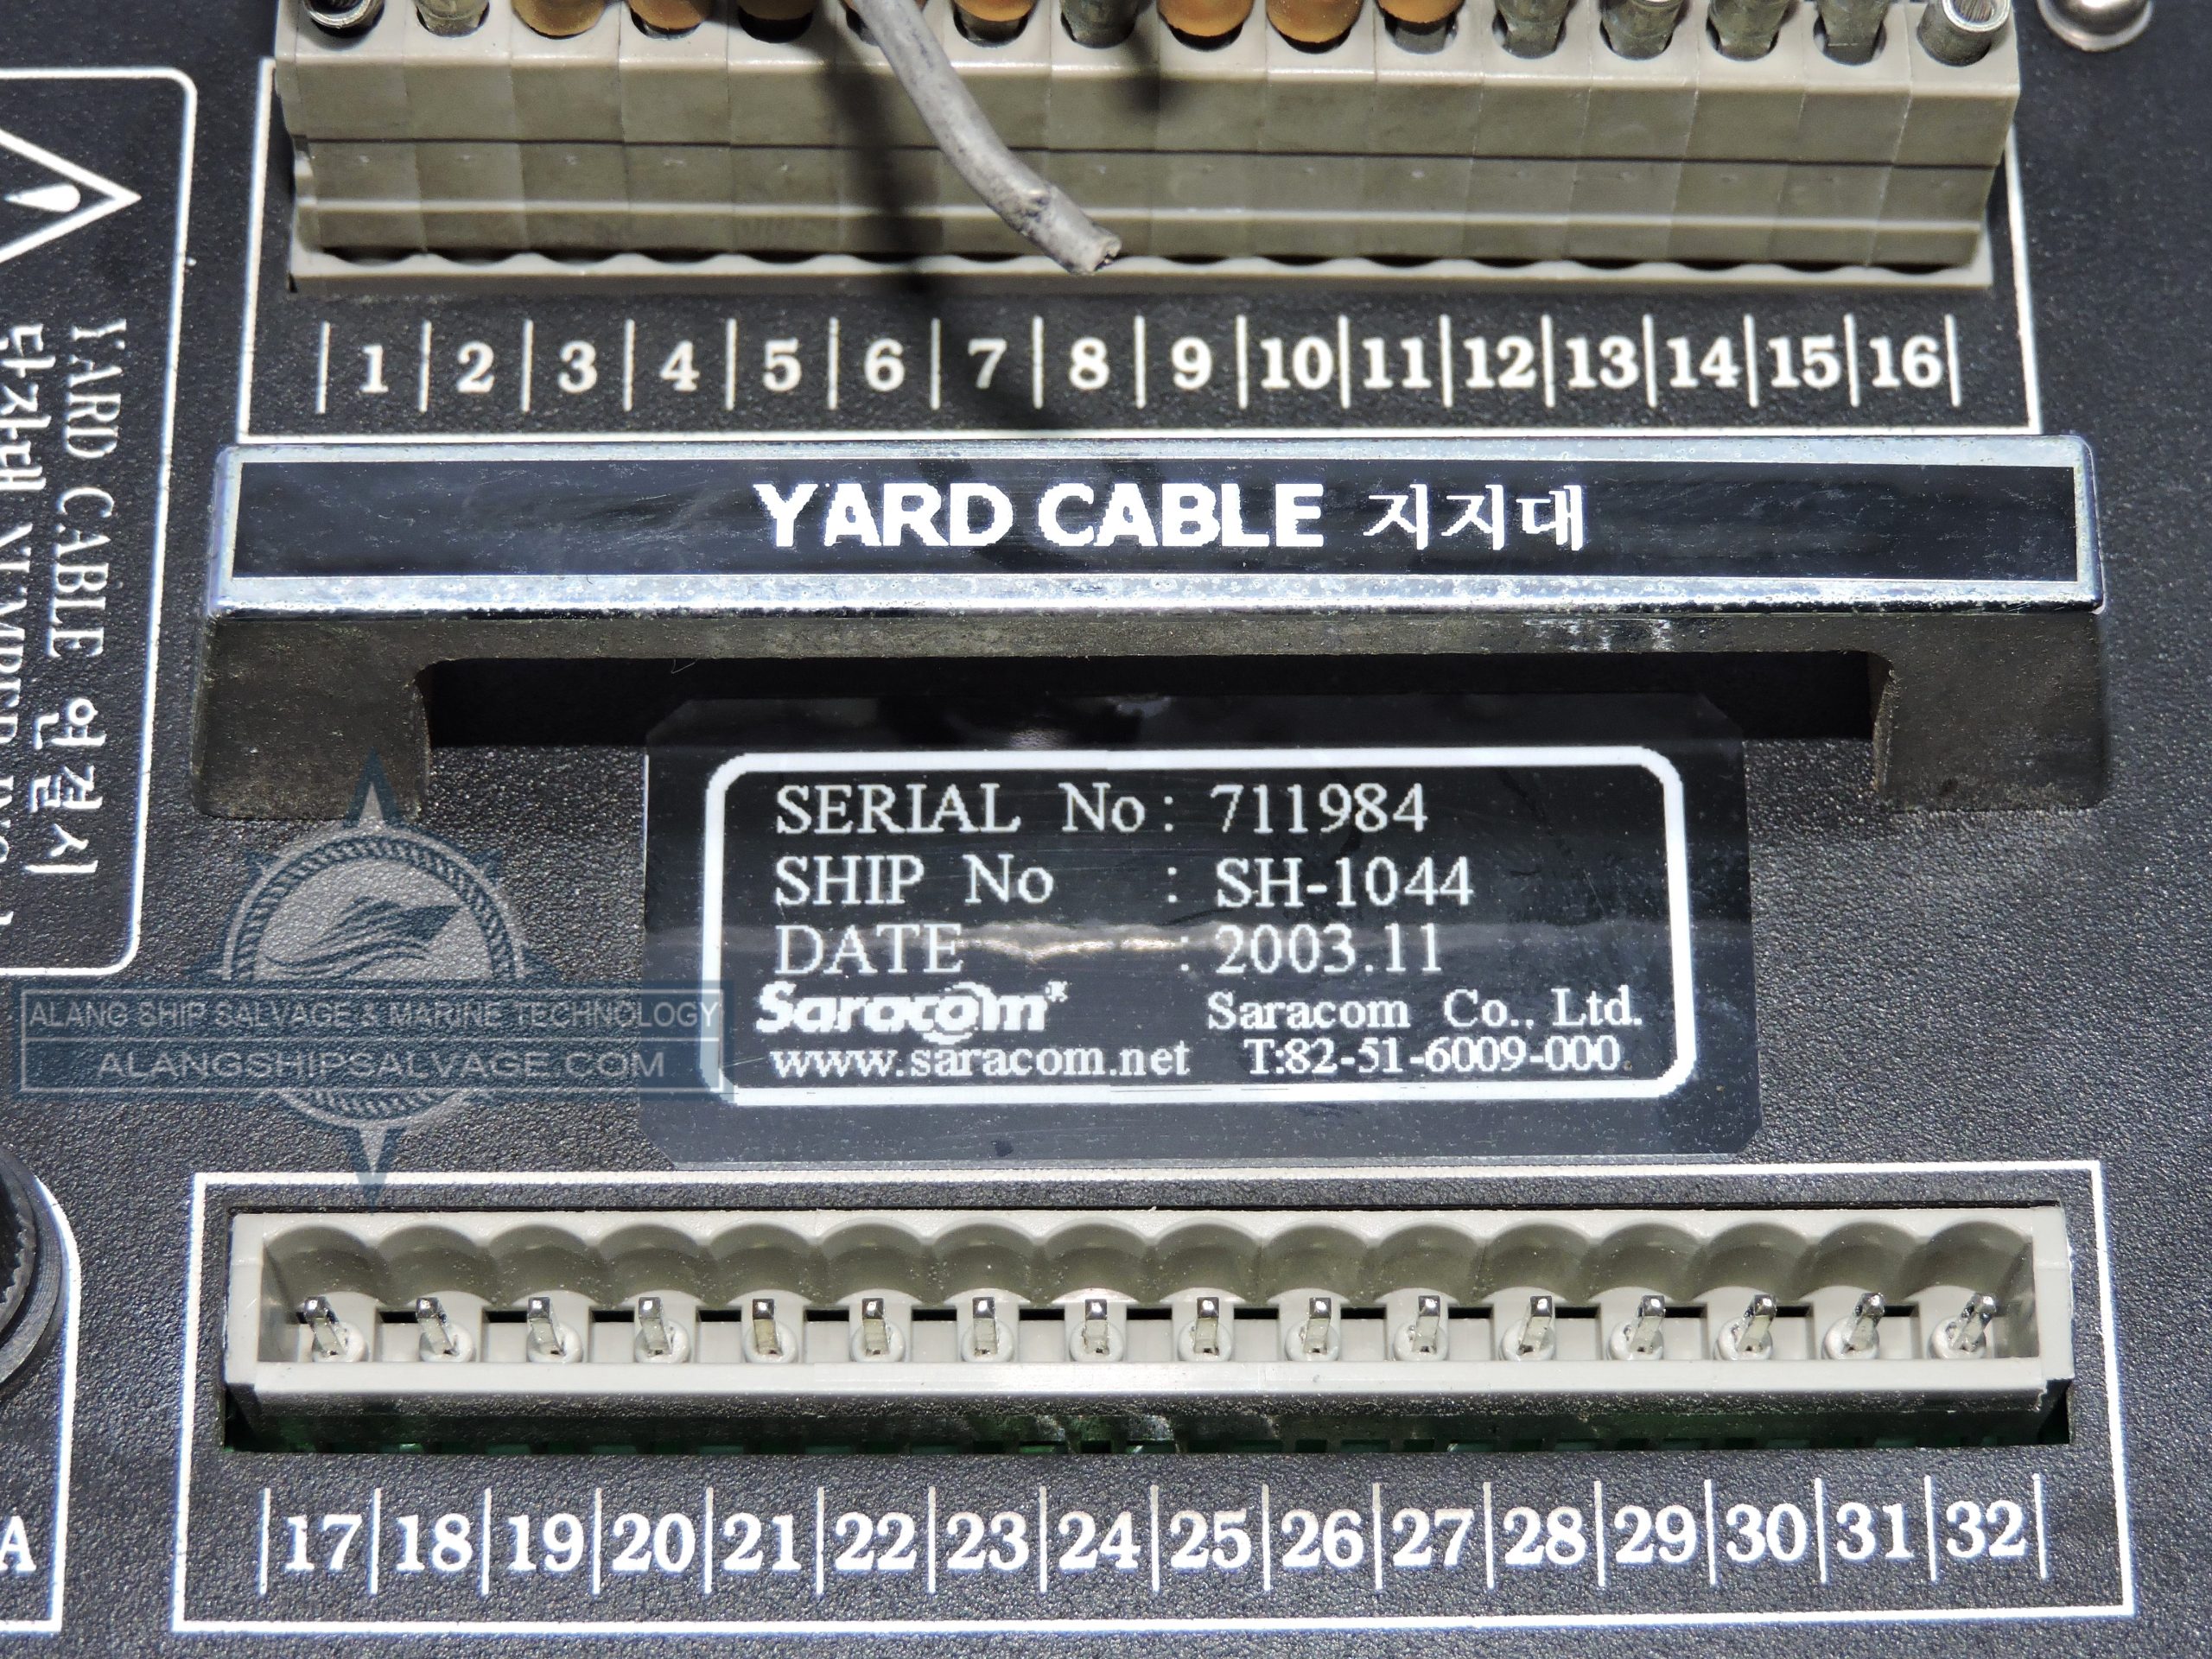 1 2 3 4 5 6 7 8 9 10 11 12 13 14 15 16
YARD CABLE 지지대
YARD CABLE 연결시
단자대
SERIAL No : 711984
SHIP No : SH-1044
DATE : 2003.11
Saracom Saracom Co., Ltd.
www.saracom.net T:82-51-6009-000
ALANG SHIP SALVAGE & MARINE TECHNOLOGY
ALANGSHIPSALVAGE.COM
17 18 19 20 21 22 23 24 25 26 27 28 29 30 31 32
A